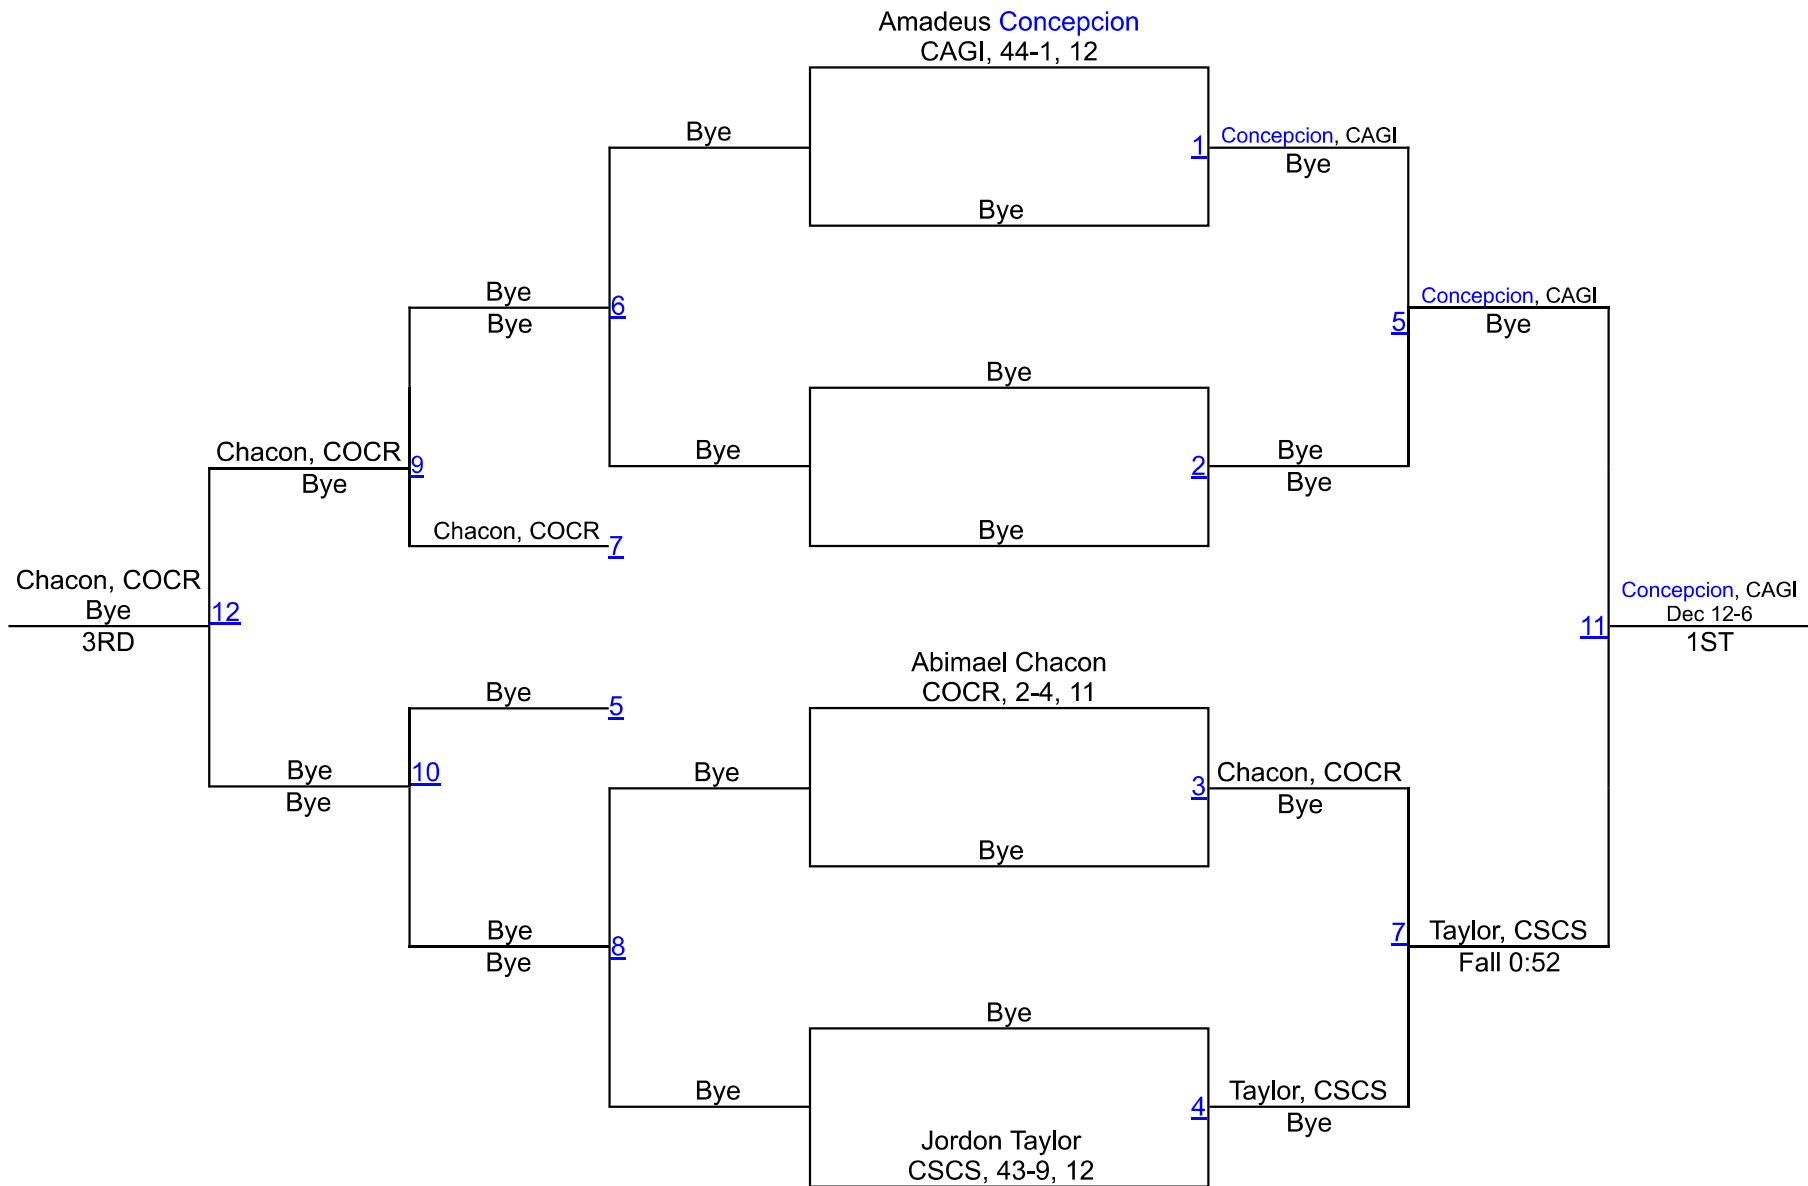 Amadeus Concepcion
CAGI, 44-1, 12
Bye
1
Concepcion, CAGI
Bye
Bye
Bye
Bye
6
Concepcion, CAGI
Bye
5
Bye
Chacon, COCR
Bye
9
Bye
2
Bye
Bye
Bye
Chacon, COCR
7
Chacon, COCR
Bye
3RD
12
Concepcion, CAGI
Dec 12-6
1ST
11
Abimael Chacon
COCR, 2-4, 11
Bye
5
Bye
Bye
10
Bye
3
Chacon, COCR
Bye
Bye
Bye
Bye
8
7
Taylor, CSCS
Fall 0:52
Bye
Bye
4
Taylor, CSCS
Bye
Jordon Taylor
CSCS, 43-9, 12